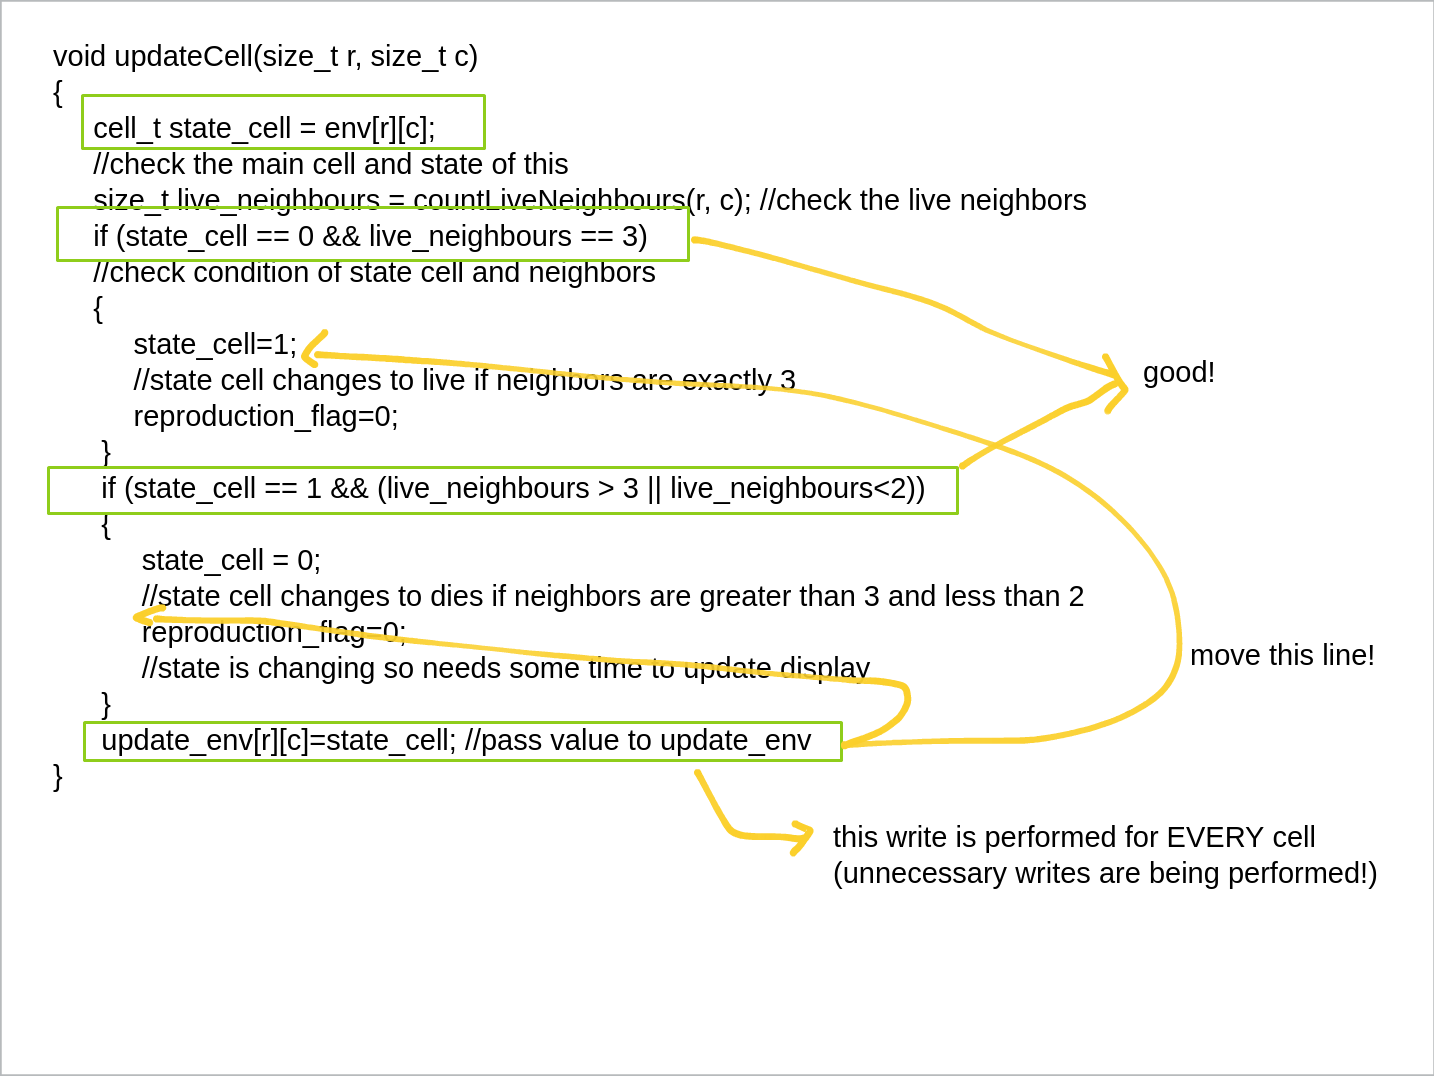 void updateCell(size_t r, size_t c)
{
cell_t state_cell = env[r][c];
//check the main cell and state of this
size_t live_neighbours = countLiveNeighbours(r, c); //check the live neighbors
if (state_cell == 0 && live_neighbours == 3)
//check condition of state cell and neighbors
{
state_cell=1;
//state cell changes to live if neighbors are exactly 3
good!
reproduction_flag=0;
}
if (state_cell == 1 && (live_neighbours > 3 || live_neighbours<2))
{
state_cell = 0;
//state cell changes to dies if neighbors are greater than 3 and less than 2
reproduction_flag=0;
//state is changing so needs some time to update display
move this line!
}
update_env[r][c]=state_cell; //pass value to update_env
}
this write is performed for EVERY cell
(unnecessary writes are being performed!)